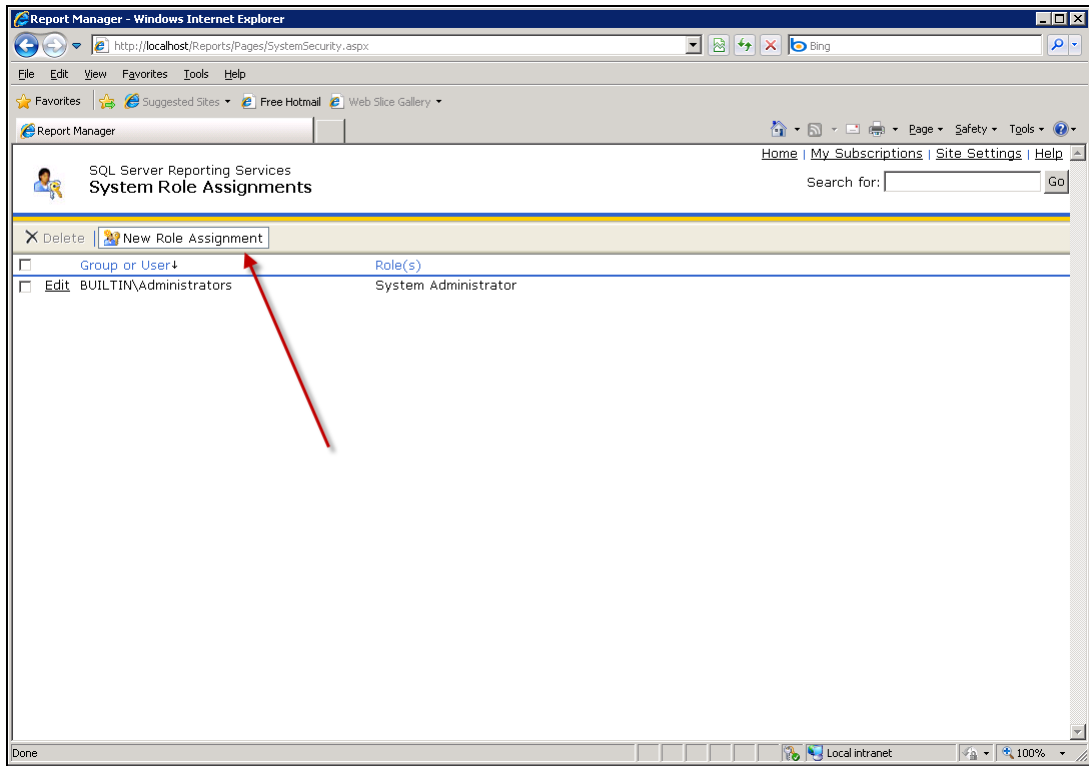 Report Manager - Windows Internet Explorer
http://localhost/Reports/Pages/SystemSecurity.aspx
Bing
File Edit View Favorites Tools Help
Favorites Suggested Sites Free Hotmail Web Slice Gallery
Report Manager
Page Safety Tools
Home | My Subscriptions | Site Settings | Help
SQL Server Reporting Services
System Role Assignments
Search for: Go
Delete | New Role Assignment
Group or User↓ Role(s)
Edit BUILTIN\Administrators System Administrator
Done Local intranet 100%